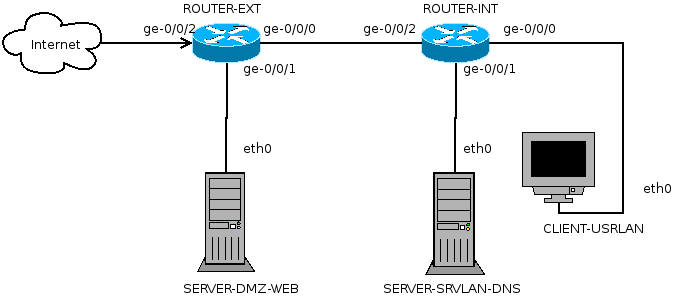 ROUTER-EXT
ROUTER-INT
Internet
ge-0/0/2
ge-0/0/0
ge-0/0/2
ge-0/0/0
ge-0/0/1
ge-0/0/1
eth0
eth0
eth0
CLIENT-USRLAN
SERVER-DMZ-WEB
SERVER-SRVLAN-DNS